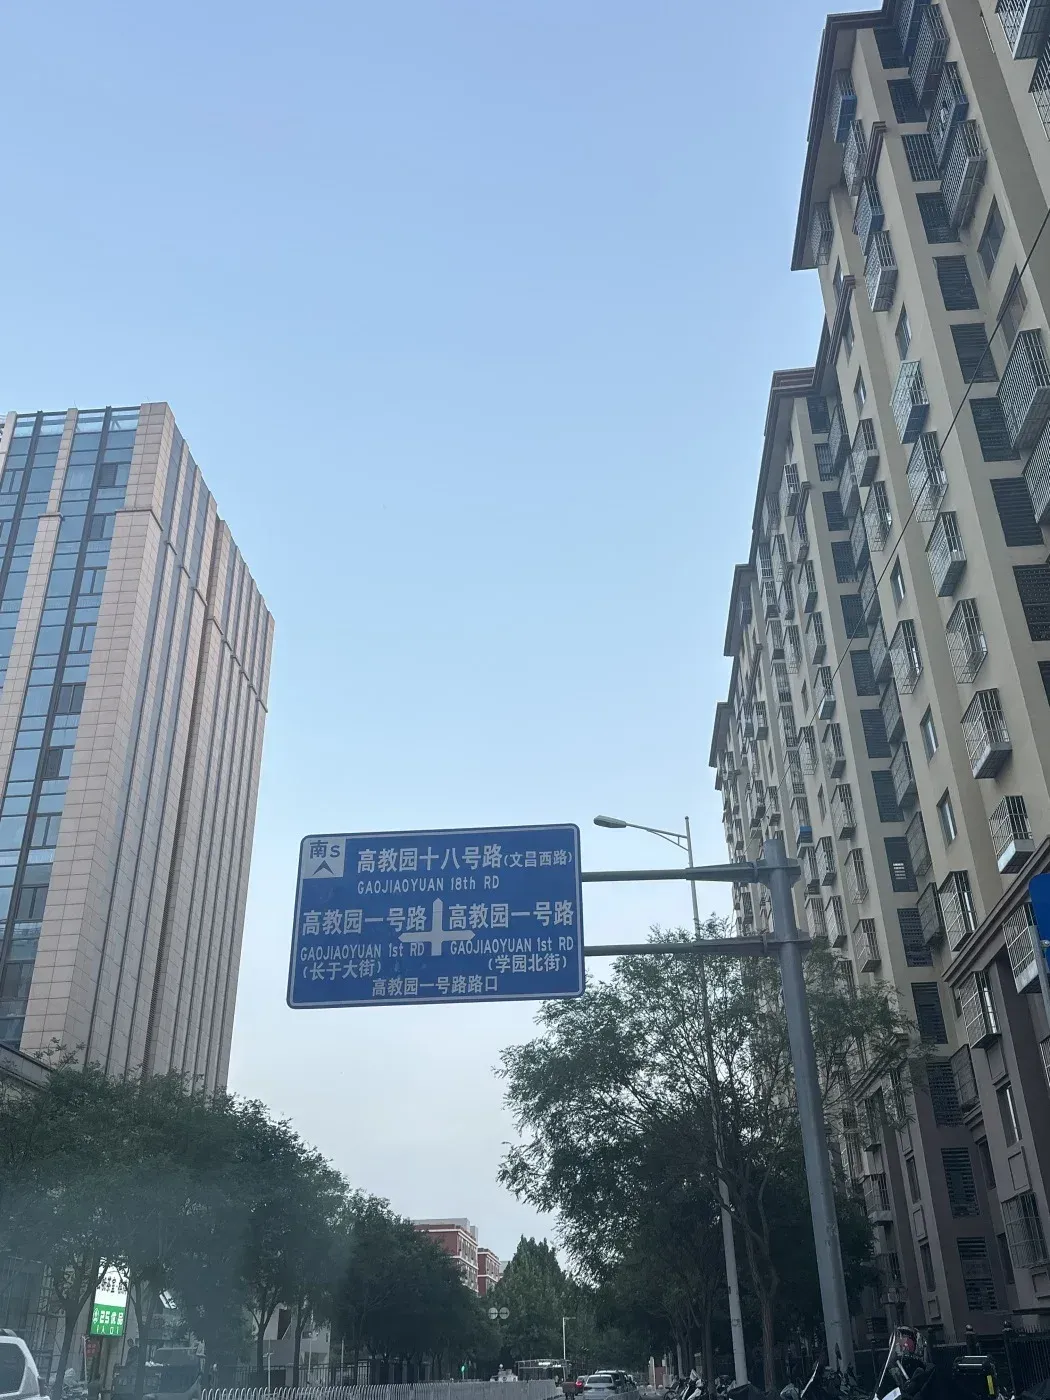 南S
高教园十八号路(文昌西路)
GAOJIAOYUAN 18th RD
高教园一号路
高教园一号路
GAOJIAOYUAN 1st RD
GAOJIAOYUAN 1st RD
(长于大街)
(学园北街)
高教园一号路路口